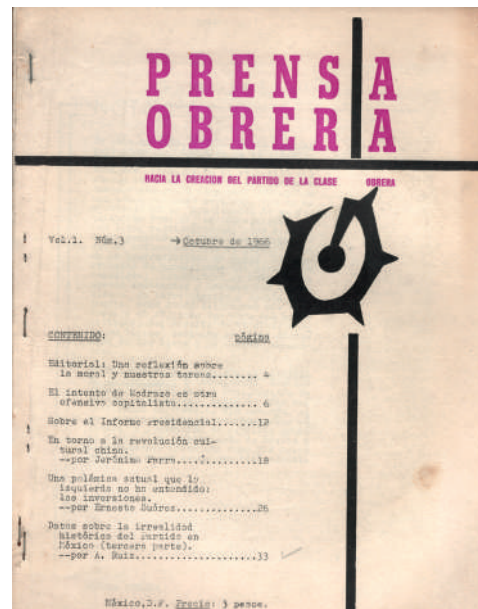 PRENSA
OBRERA
HACIA LA CREACION DEL PARTIDO DE LA CLASE OBRERA
Vol.1. Núm.3 → Octubre de 1966
CONTENIDO: página
Editorial: Una reflexión sobre
la moral y nuestras tareas........ 4
El intento de Madrazo es otra
ofensiva capitalista.............. 6
Sobre el Informe Presidencial.....12
En torno a la revolución cul-
tural china.
--por Jerónimo Parra..........18
Una polémica actual que la
izquierda no ha entendido:
las inversiones.
--por Ernesto Suárez..........26
Datos sobre la irrealidad
histórica del Partido en
México (tercera parte).
--por A. Ruiz.................33
México,D.F. Precio: 3 pesos.